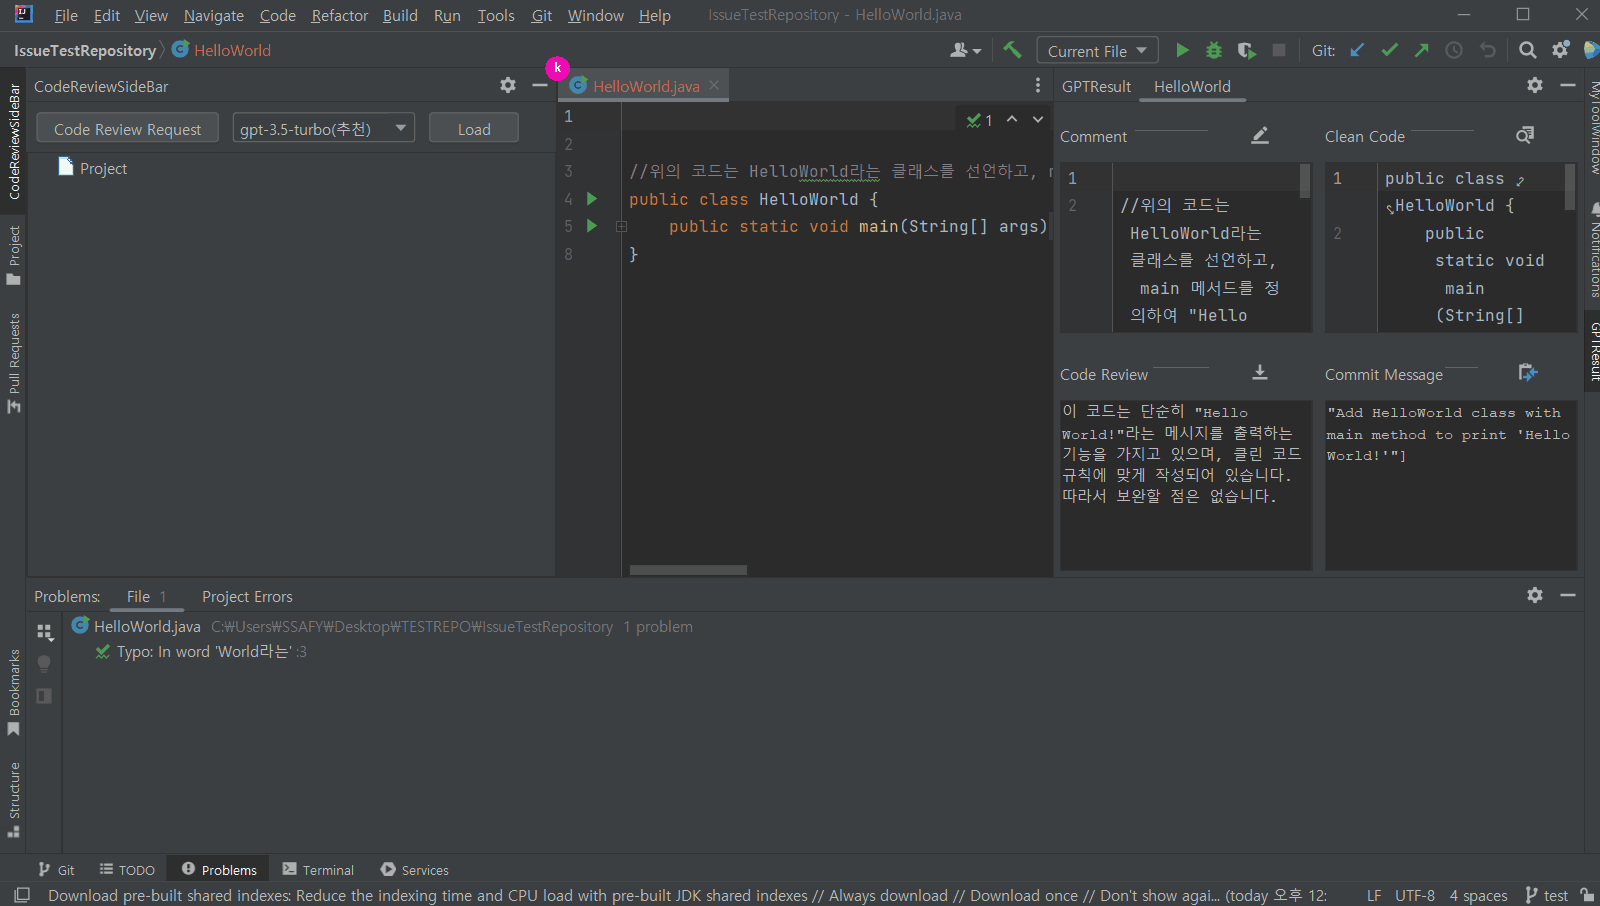 File Edit View Navigate Code Refactor Build Run Tools Git Window Help IssueTestRepository - HelloWorld.java
IssueTestRepository HelloWorld
Current File
Git:
CodeReviewSideBar
Code Review Request
gpt-3.5-turbo(추천)
Load
Project
k
HelloWorld.java
1
1
2
3 //위의 코드는 HelloWorld라는 클래스를 선언하고,
4 public class HelloWorld {
5 public static void main(String[] args)
8 }
GPTResult HelloWorld
Comment
1
2 //위의 코드는
HelloWorld라는
클래스를 선언하고,
main 메서드를 정
의하여 "Hello
Clean Code
1 public class
HelloWorld {
2 public
static void
main
(String[]
Code Review
이 코드는 단순히 "Hello
World!"라는 메시지를 출력하는
기능을 가지고 있으며, 클린 코드
규칙에 맞게 작성되어 있습니다.
따라서 보완할 점은 없습니다.
Commit Message
"Add HelloWorld class with
main method to print 'Hello
World!'"]
CodeReviewSideBar
Project
Pull Requests
Bookmarks
Structure
MyToolWindow
Notifications
GPTResult
Problems: File 1 Project Errors
HelloWorld.java C:₩Users₩SSAFY₩Desktop₩TESTREPO₩IssueTestRepository 1 problem
Typo: In word 'World라는' :3
Git TODO Problems Terminal Services
Download pre-built shared indexes: Reduce the indexing time and CPU load with pre-built JDK shared indexes // Always download // Download once // Don't show agai... (today 오후 12:
LF UTF-8 4 spaces test